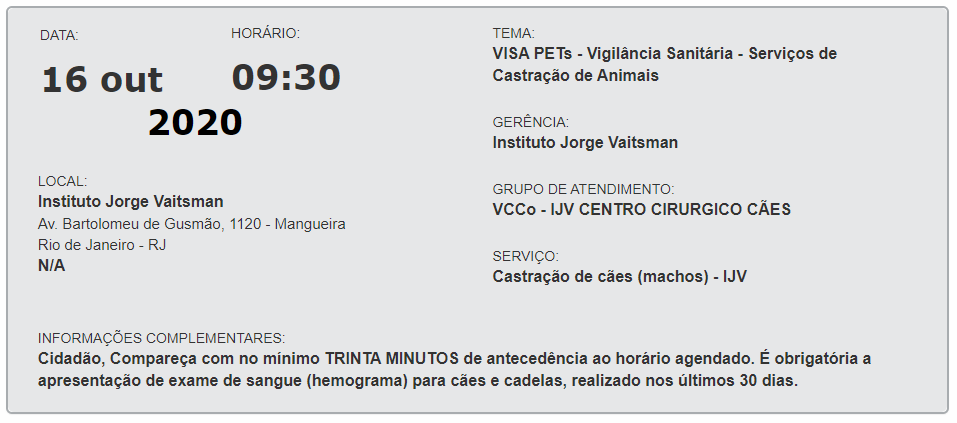 DATA:
HORÁRIO:
16 out
09:30
2020
LOCAL:
Instituto Jorge Vaitsman
Av. Bartolomeu de Gusmão, 1120 - Mangueira
Rio de Janeiro - RJ
N/A
TEMA:
VISA PETs - Vigilância Sanitária - Serviços de
Castração de Animais
GERÊNCIA:
Instituto Jorge Vaitsman
GRUPO DE ATENDIMENTO:
VCCo - IJV CENTRO CIRURGICO CÃES
SERVIÇO:
Castração de cães (machos) - IJV
INFORMAÇÕES COMPLEMENTARES:
Cidadão, Compareça com no mínimo TRINTA MINUTOS de antecedência ao horário agendado. É obrigatória a
apresentação de exame de sangue (hemograma) para cães e cadelas, realizado nos últimos 30 dias.